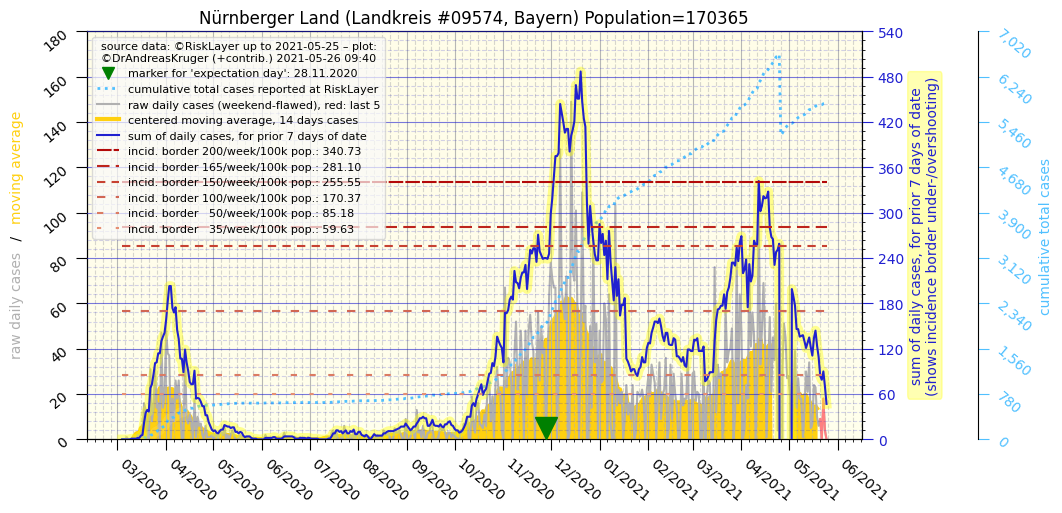 Nürnberger Land (Landkreis #09574, Bayern) Population=170365
source data: ©RiskLayer up to 2021-05-25 – plot:
©DrAndreasKruger (+contrib.) 2021-05-26 09:40
marker for 'expectation day': 28.11.2020
cumulative total cases reported at RiskLayer
raw daily cases (weekend-flawed), red: last 5
centered moving average, 14 days cases
sum of daily cases, for prior 7 days of date
incid. border 200/week/100k pop.: 340.73
incid. border 165/week/100k pop.: 281.10
incid. border 150/week/100k pop.: 255.55
incid. border 100/week/100k pop.: 170.37
incid. border 50/week/100k pop.: 85.18
incid. border 35/week/100k pop.: 59.63
raw daily cases / moving average
180
160
140
120
100
80
60
40
20
0
03/2020
04/2020
05/2020
06/2020
07/2020
08/2020
09/2020
10/2020
11/2020
12/2020
01/2021
02/2021
03/2021
04/2021
05/2021
06/2021
540
480
420
360
300
240
180
120
60
0
sum of daily cases, for prior 7 days of date
(shows incidence border under-/overshooting)
7,020
6,240
5,460
4,680
3,900
3,120
2,340
1,560
780
0
cumulative total cases